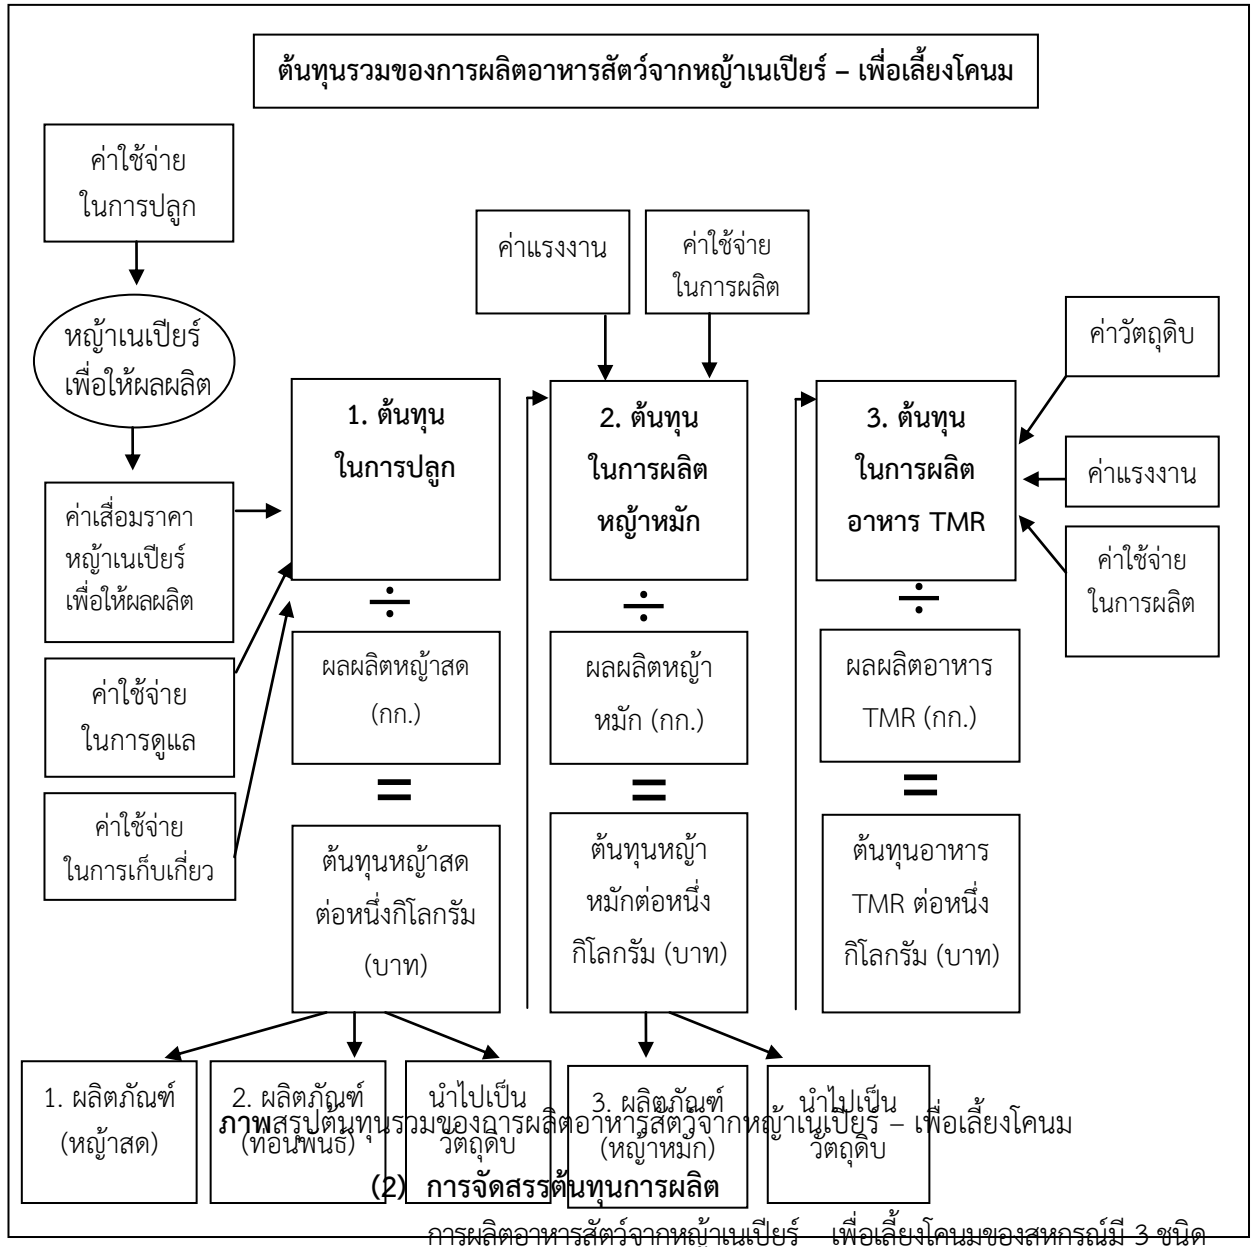 ต้นทุนรวมของการผลิตอาหารสัตว์จากหญ้าเนเปียร์ – เพื่อเลี้ยงโคนม
ค่าใช้จ่าย
ในการปลูก
หญ้าเนเปียร์
เพื่อให้ผลผลิต
ค่าเสื่อมราคา
หญ้าเนเปียร์
เพื่อให้ผลผลิต
ค่าใช้จ่าย
ในการดูแล
ค่าใช้จ่าย
ในการเก็บเกี่ยว
1. ต้นทุน
ในการปลูก
÷
ผลผลิตหญ้าสด
(กก.)
=
ต้นทุนหญ้าสด
ต่อหนึ่งกิโลกรัม
(บาท)
ค่าแรงงาน
ค่าใช้จ่าย
ในการผลิต
2. ต้นทุน
ในการผลิต
หญ้าหมัก
÷
ผลผลิตหญ้า
หมัก (กก.)
=
ต้นทุนหญ้า
หมักต่อหนึ่ง
กิโลกรัม (บาท)
ค่าวัตถุดิบ
ค่าแรงงาน
ค่าใช้จ่าย
ในการผลิต
3. ต้นทุน
ในการผลิต
อาหาร TMR
÷
ผลผลิตอาหาร
TMR (กก.)
=
ต้นทุนอาหาร
TMR ต่อหนึ่ง
กิโลกรัม (บาท)
1. ผลิตภัณฑ์
(หญ้าสด)
2. ผลิตภัณฑ์
(ท่อนพันธ์)
นำไปเป็น
วัตถุดิบ
3. ผลิตภัณฑ์
(หญ้าหมัก)
นำไปเป็น
วัตถุดิบ
ภาพสรุปต้นทุนรวมของการผลิตอาหารสัตว์จากหญ้าเนเปียร์ – เพื่อเลี้ยงโคนม
(2) การจัดสรรต้นทุนการผลิต
การผลิตอาหารสัตว์จากหญ้าเนเปียร์ เพื่อเลี้ยงโคนมของสหกรณ์มี 3 ชนิด